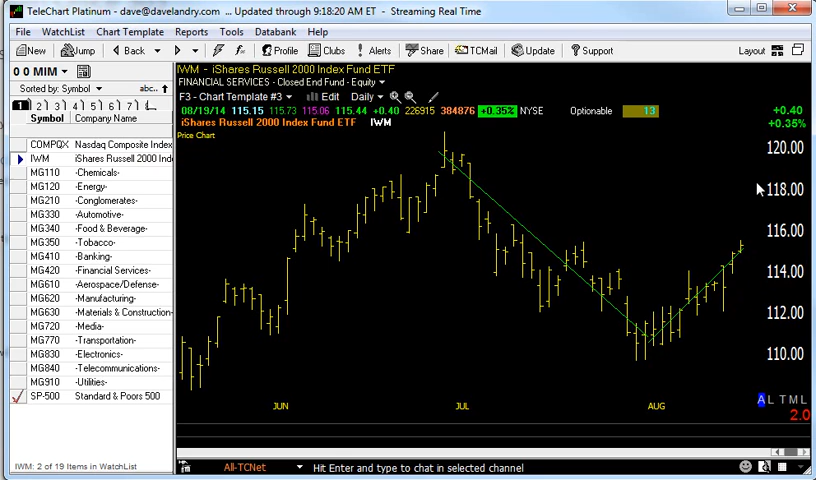 TeleChart Platinum - dave@davelandry.com ... Updated through 9:18:20 AM ET - Streaming Real Time
File WatchList Chart Template Reports Tools Databank Help
New Jump Back Profile Clubs Alerts Share TCMail Update Support Layout
0 0 MIM
IWM - iShares Russell 2000 Index Fund ETF
FINANCIAL SERVICES - Closed End Fund - Equity
Sorted by: Symbol abc..
F3 - Chart Template #3 Edit Daily
1 2 3 4 5 6 7
08/19/14 115.15 115.73 115.06 115.44 +0.40 226915 384876 +0.35% NYSE Optionable 13 +0.40
+0.35%
Symbol Company Name
iShares Russell 2000 Index Fund ETF IWM
Price Chart
COMPQX Nasdaq Composite Index
IWM iShares Russell 2000 Ind
MG110 -Chemicals-
MG120 -Energy-
MG210 -Conglomerates-
MG330 -Automotive-
MG340 -Food & Beverage-
MG350 -Tobacco-
MG410 -Banking-
MG420 -Financial Services-
MG610 -Aerospace/Defense-
MG620 -Manufacturing-
MG630 -Materials & Construction-
MG720 -Media-
MG770 -Transportation-
MG830 -Electronics-
MG840 -Telecommunications-
MG910 -Utilities-
SP-500 Standard & Poors 500
120.00
118.00
116.00
114.00
112.00
110.00
A L T M L
2.0
JUN JUL AUG
IWM: 2 of 19 Items in WatchList
All-TCNet Hit Enter and type to chat in selected channel